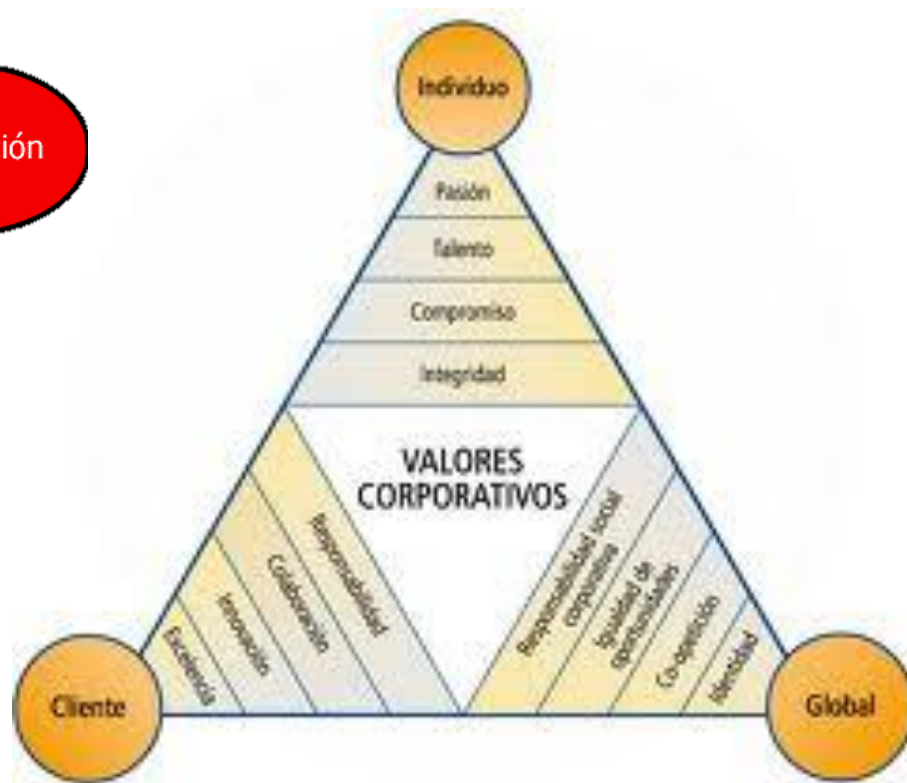 Individuo
ión
Pasión
Talento
Compromiso
Integridad
VALORES
CORPORATIVOS
Excelencia
Innovación
Colaboración
Responsabilidad
Responsabilidad social
corporativa
Igualdad de
oportunidades
Co-opetición
Identidad
Cliente
Global